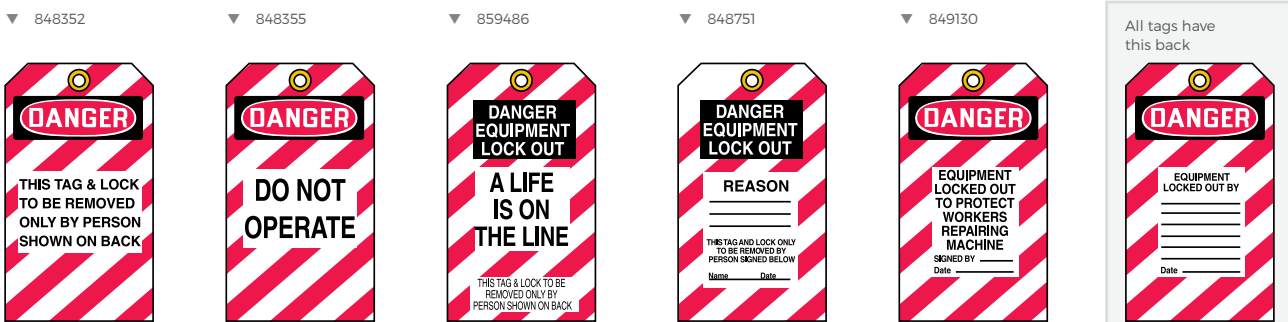 ▼ 848352
DANGER
THIS TAG & LOCK
TO BE REMOVED
ONLY BY PERSON
SHOWN ON BACK
▼ 848355
DANGER
DO NOT
OPERATE
▼ 859486
DANGER
EQUIPMENT
LOCK OUT
A LIFE
IS ON
THE LINE
THIS TAG & LOCK TO BE
REMOVED ONLY BY
PERSON SHOWN ON BACK
▼ 848751
DANGER
EQUIPMENT
LOCK OUT
REASON
THIS TAG AND LOCK ONLY
TO BE REMOVED BY
PERSON SIGNED BELOW
Name Date
▼ 849130
DANGER
EQUIPMENT
LOCKED OUT
TO PROTECT
WORKERS
REPAIRING
MACHINE
SIGNED BY
Date
All tags have
this back
DANGER
EQUIPMENT
LOCKED OUT BY
Date